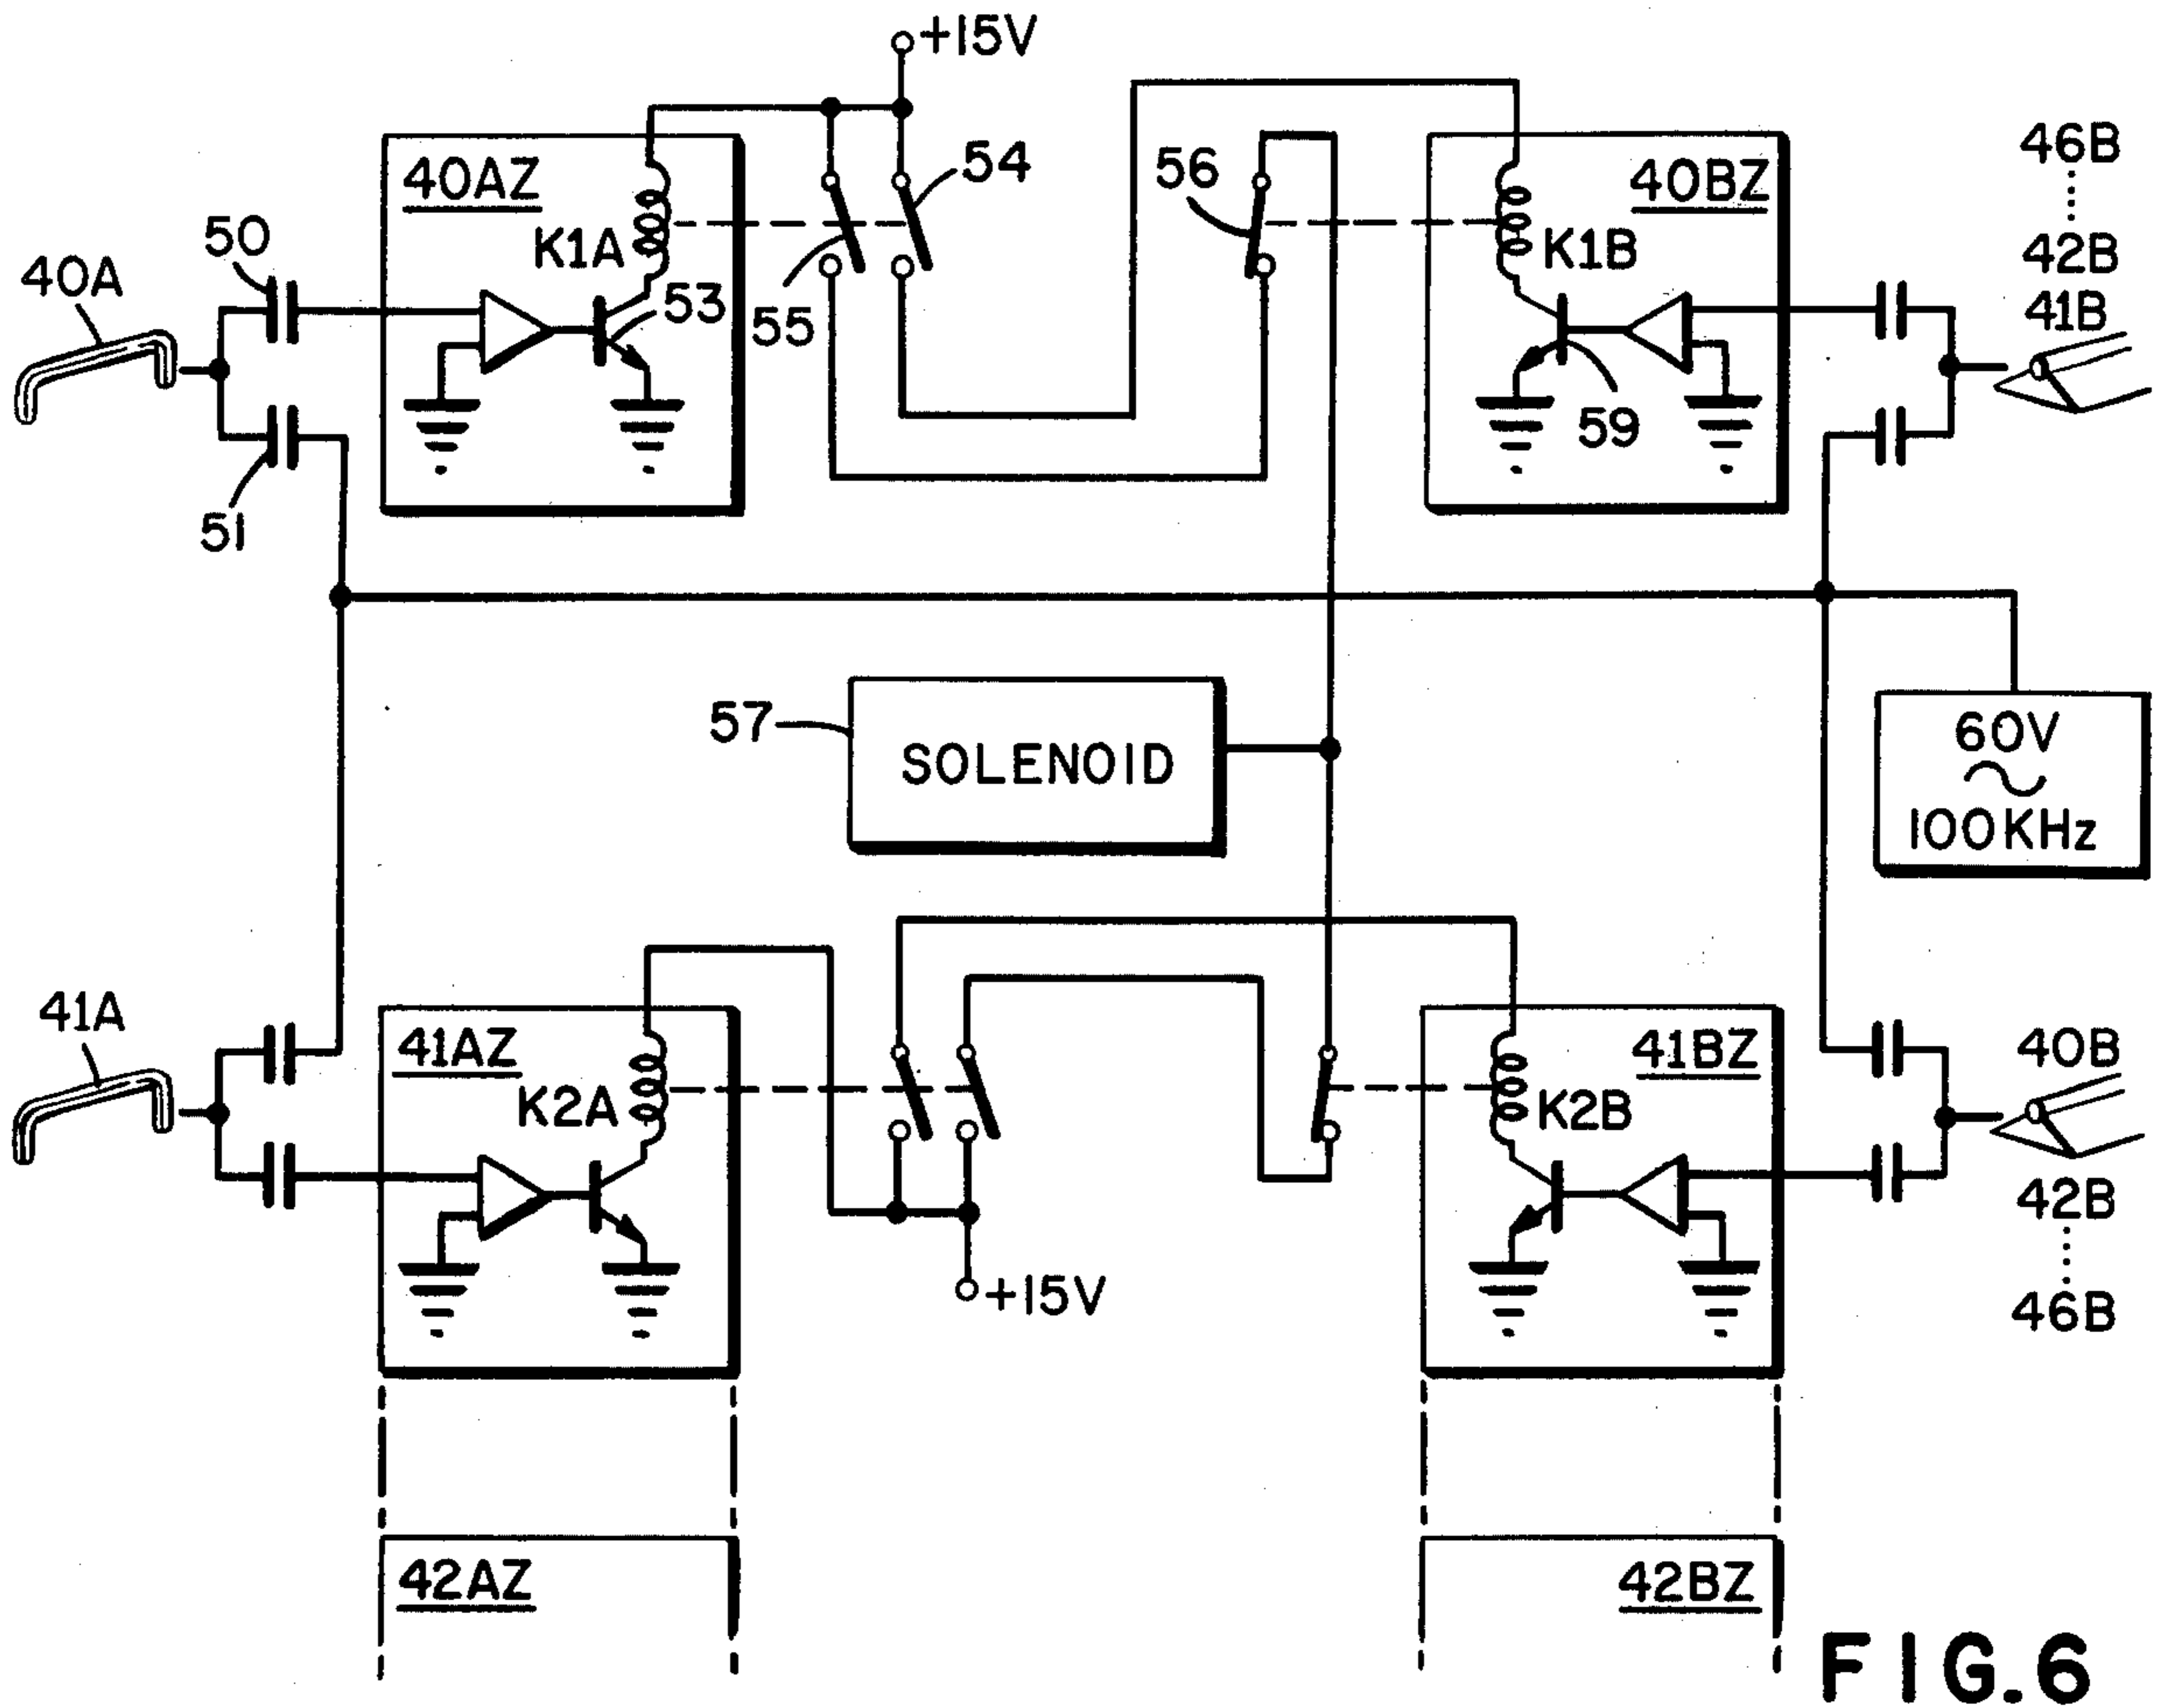 +15V
40AZ
54
56
40BZ
46B
42B
41B
50
K1A
K1B
40A
53
55
59
51
57
SOLENOID
60V
100KHz
41A
41AZ
K2A
41BZ
K2B
40B
42B
46B
+15V
42AZ
42BZ
FIG.6